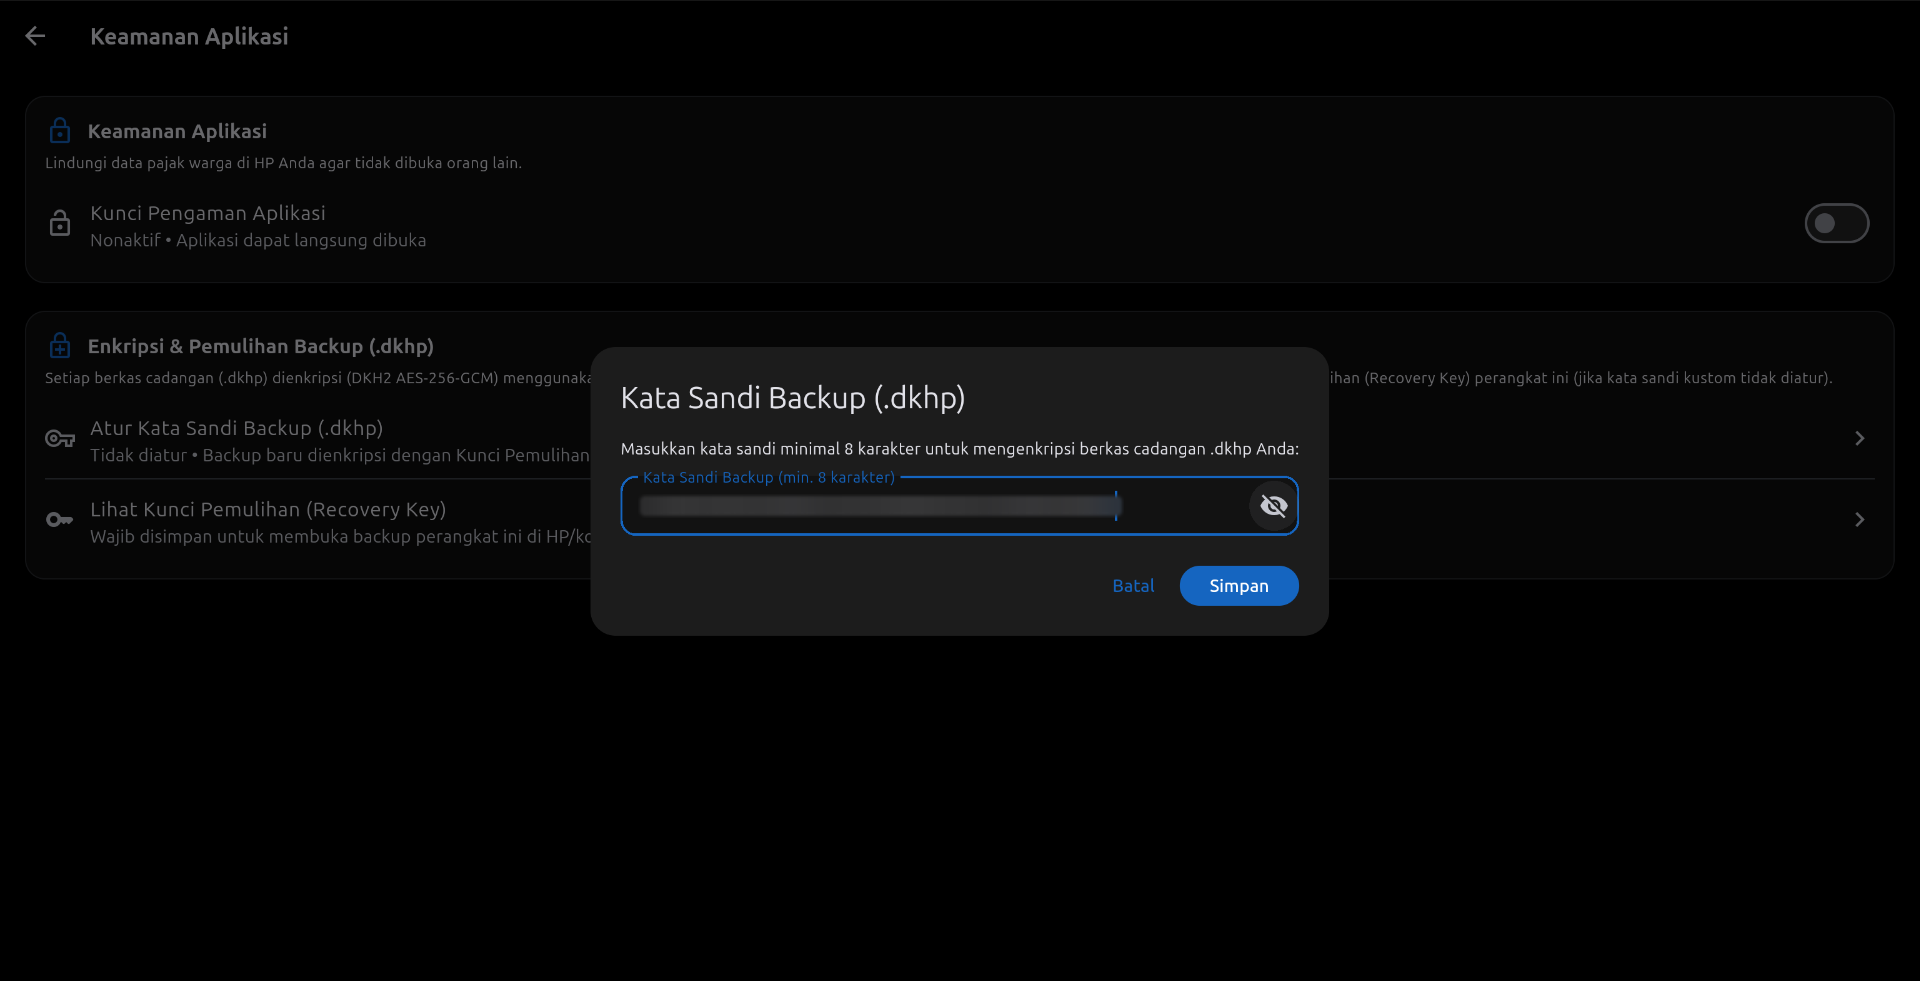 Keamanan Aplikasi
Keamanan Aplikasi
Lindungi data pajak warga di HP Anda agar tidak dibuka orang lain.
Kunci Pengaman Aplikasi
Nonaktif • Aplikasi dapat langsung dibuka
Enkripsi & Pemulihan Backup (.dkhp)
Setiap berkas cadangan (.dkhp) dienkripsi (DKH2 AES-256-GCM) (Recovery Key) perangkat ini (jika kata sandi kustom tidak diatur).
Atur Kata Sandi Backup (.dkhp)
Tidak diatur • Backup baru dienkripsi dengan Kunci Pemulihan
Lihat Kunci Pemulihan (Recovery Key)
Wajib disimpan untuk membuka backup perangkat ini di
Kata Sandi Backup (.dkhp)
Masukkan kata sandi minimal 8 karakter untuk mengenkripsi berkas cadangan .dkhp Anda:
Kata Sandi Backup (min. 8 karakter)
Batal
Simpan